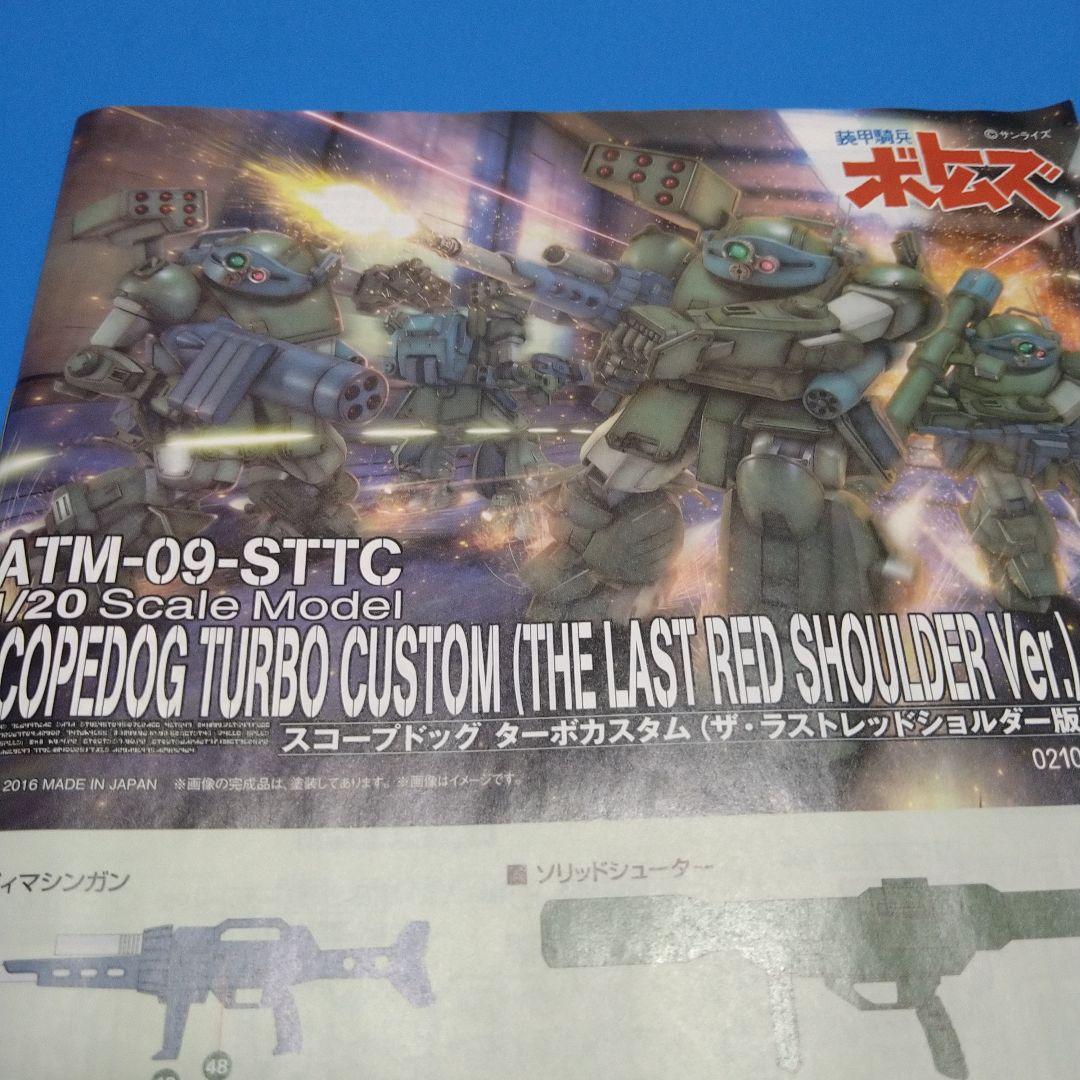 装甲騎兵
ボトムズ
©サンライズ
ATM-09-STTC
1/20 Scale Model
COPEDOG TURBO CUSTOM (THE LAST RED SHOULDER Ver.)
スコープドッグ ターボカスタム (ザ・ラストレッドショルダー版
0210
2016 MADE IN JAPAN ※画像の完成品は、塗装してあります。 ※画像はイメージです。
ィマシンガン
ソリッドシューター
48